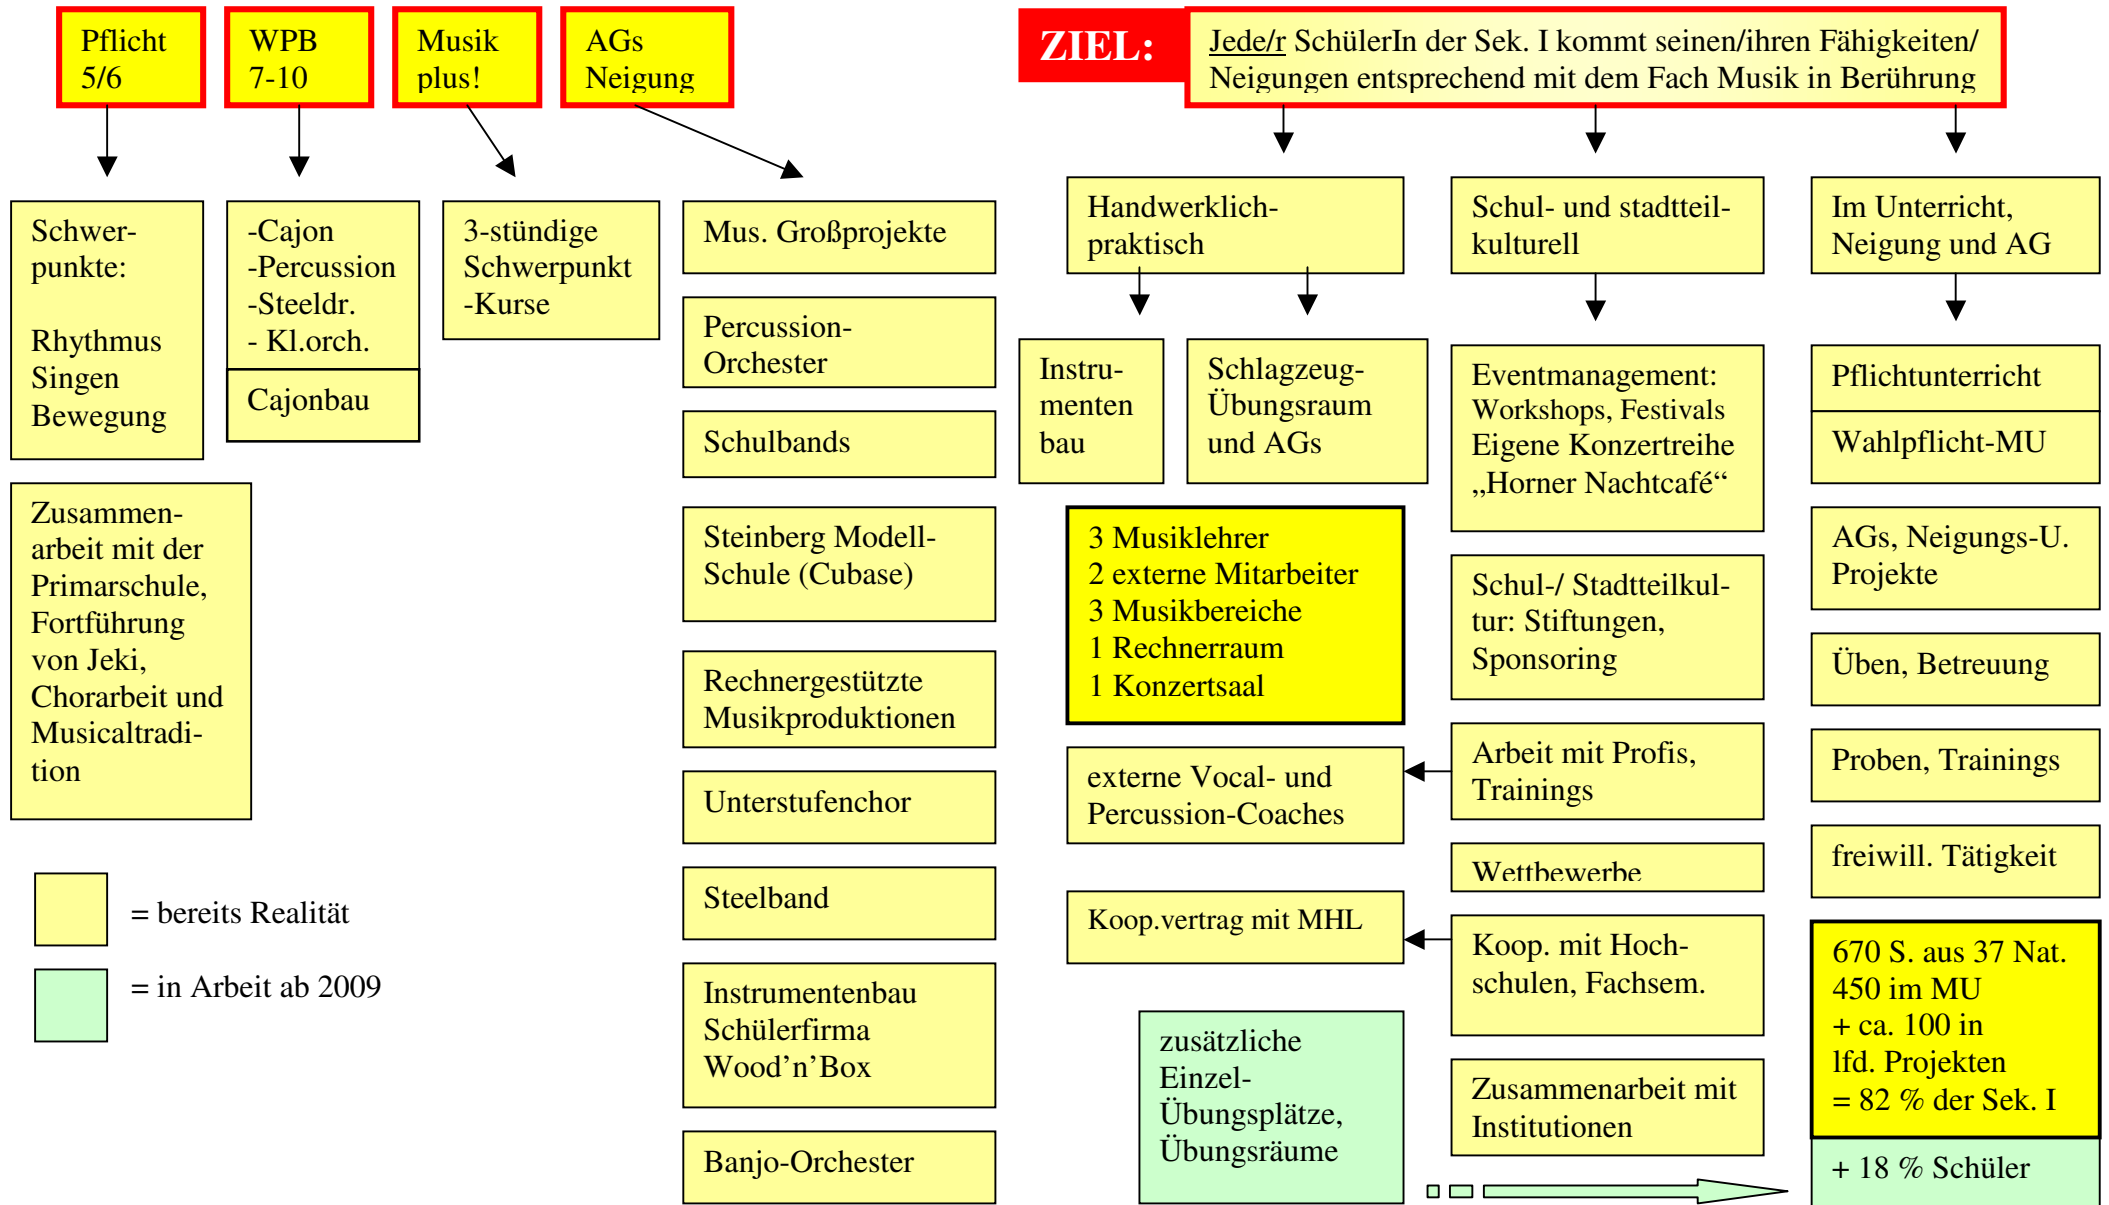 Pflicht
5/6
WPB
7-10
Musik
plus!
AGs
Neigung
ZIEL:
Jede/r SchülerIn der Sek. I kommt seinen/ihren Fähigkeiten/
Neigungen entsprechend mit dem Fach Musik in Berührung
Schwer-
punkte:
Rhythmus
Singen
Bewegung
-Cajon
-Percussion
-Steeldr.
- Kl.orch.
Cajonbau
3-stündige
Schwerpunkt
-Kurse
Zusammen-
arbeit mit der
Primarschule,
Fortführung
von Jeki,
Chorarbeit und
Musicaltradi-
tion
= bereits Realität
= in Arbeit ab 2009
Mus. Großprojekte
Percussion-
Orchester
Schulbands
Steinberg Modell-
Schule (Cubase)
Rechnergestützte
Musikproduktionen
Unterstufenchor
Steelband
Instrumentenbau
Schülerfirma
Wood’n’Box
Banjo-Orchester
Handwerklich-
praktisch
Instru-
menten
bau
Schlagzeug-
Übungsraum
und AGs
3 Musiklehrer
2 externe Mitarbeiter
3 Musikbereiche
1 Rechnerraum
1 Konzertsaal
externe Vocal- und
Percussion-Coaches
Koop.vertrag mit MHL
zusätzliche
Einzel-
Übungsplätze,
Übungsräume
Schul- und stadtteil-
kulturell
Eventmanagement:
Workshops, Festivals
Eigene Konzertreihe
„Horner Nachtcafé“
Schul-/ Stadtteilkul-
tur: Stiftungen,
Sponsoring
Arbeit mit Profis,
Trainings
Wettbewerbe
Koop. mit Hoch-
schulen, Fachsem.
Zusammenarbeit mit
Institutionen
Im Unterricht,
Neigung und AG
Pflichtunterricht
Wahlpflicht-MU
AGs, Neigungs-U.
Projekte
Üben, Betreuung
Proben, Trainings
freiwill. Tätigkeit
670 S. aus 37 Nat.
450 im MU
+ ca. 100 in
lfd. Projekten
= 82 % der Sek. I
+ 18 % Schüler